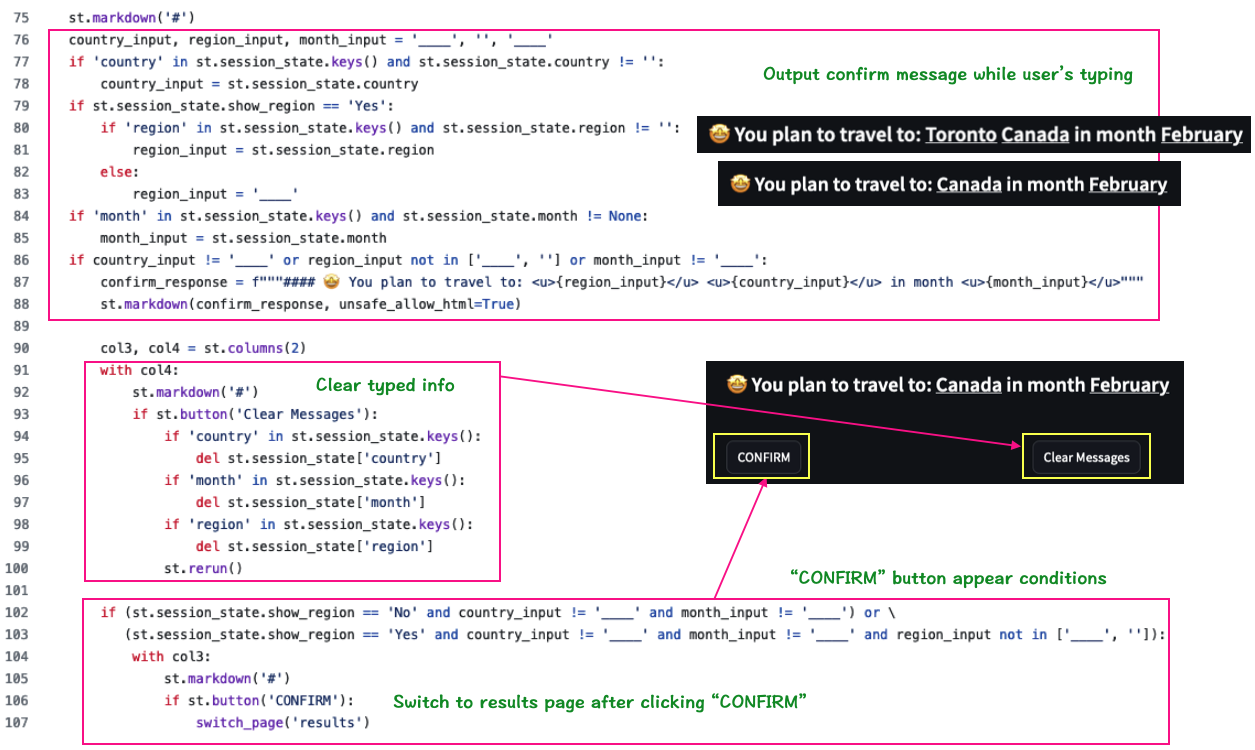 75 st.markdown('#')
76 country_input, region_input, month_input = '____', '', '____'
77 if 'country' in st.session_state.keys() and st.session_state.country != '':
Output confirm message while user's typing
78 country_input = st.session_state.country
79 if st.session_state.show_region == 'Yes':
80 if 'region' in st.session_state.keys() and st.session_state.region != '':
🤩 You plan to travel to: Toronto Canada in month February
81 region_input = st.session_state.region
82 else:
🤩 You plan to travel to: Canada in month February
83 region_input = '____'
84 if 'month' in st.session_state.keys() and st.session_state.month != None:
85 month_input = st.session_state.month
86 if country_input != '____' or region_input not in ['____', ''] or month_input != '____':
87 confirm_response = f"""#### 🤩 You plan to travel to: <u>{region_input}</u> <u>{country_input}</u> in month <u>{month_input}</u>"""
88 st.markdown(confirm_response, unsafe_allow_html=True)
89
90 col3, col4 = st.columns(2)
91 with col4:
Clear typed info
🤩 You plan to travel to: Canada in month February
92 st.markdown('#')
93 if st.button('Clear Messages'):
94 if 'country' in st.session_state.keys():
95 del st.session_state['country']
CONFIRM
Clear Messages
96 if 'month' in st.session_state.keys():
97 del st.session_state['month']
98 if 'region' in st.session_state.keys():
99 del st.session_state['region']
100 st.rerun()
"CONFIRM" button appear conditions
101
102 if (st.session_state.show_region == 'No' and country_input != '____' and month_input != '____') or \
103 (st.session_state.show_region == 'Yes' and country_input != '____' and month_input != '____' and region_input not in ['____', '']):
104 with col3:
105 st.markdown('#')
106 if st.button('CONFIRM'):
Switch to results page after clicking "CONFIRM"
107 switch_page('results')